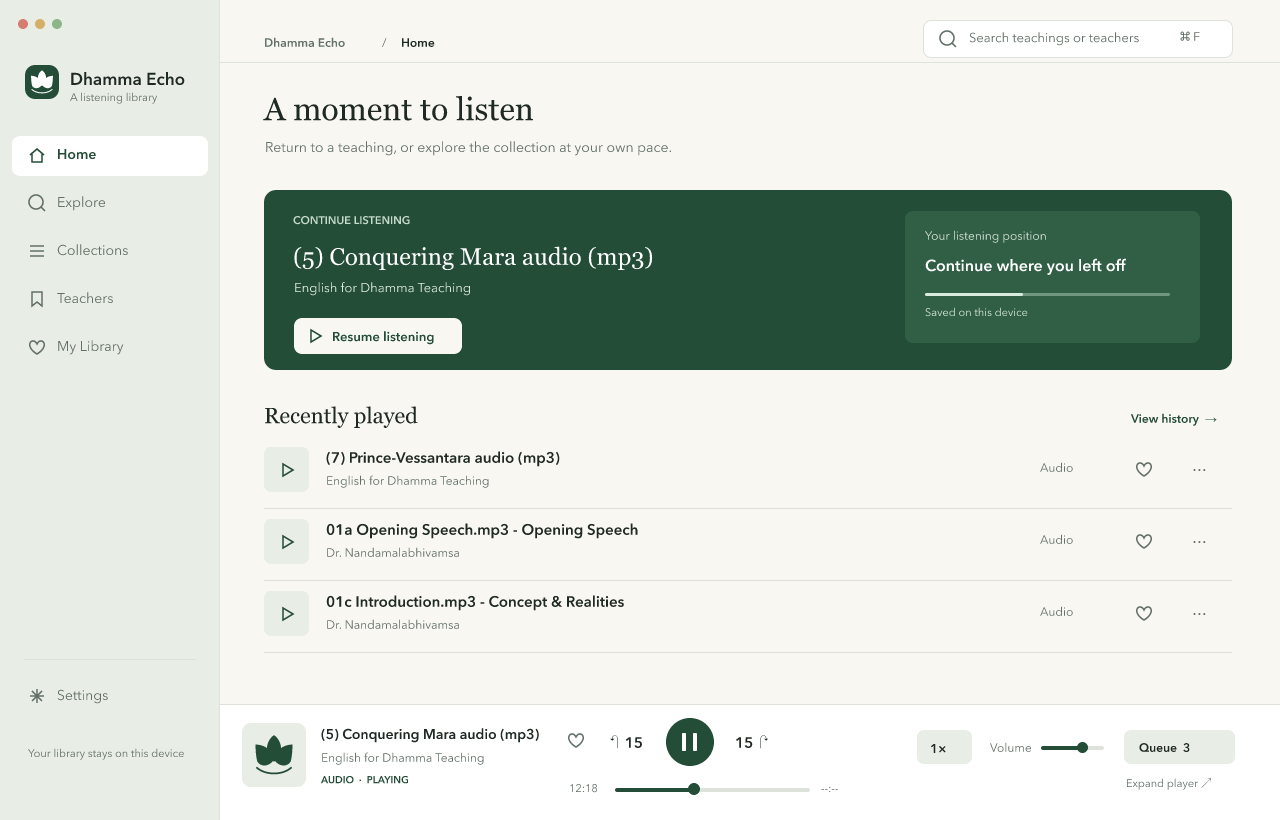 Dhamma Echo
A listening library
Home
Explore
Collections
Teachers
My Library
Settings
Your library stays on this device
Dhamma Echo / Home
Search teachings or teachers ⌘ F
A moment to listen
Return to a teaching, or explore the collection at your own pace.
CONTINUE LISTENING
(5) Conquering Mara audio (mp3)
English for Dhamma Teaching
Resume listening
Your listening position
Continue where you left off
Saved on this device
Recently played
View history →
(7) Prince-Vessantara audio (mp3)
English for Dhamma Teaching
Audio
01a Opening Speech.mp3 - Opening Speech
Dr. Nandamalabhivamsa
Audio
01c Introduction.mp3 - Concept & Realities
Dr. Nandamalabhivamsa
Audio
(5) Conquering Mara audio (mp3)
English for Dhamma Teaching
AUDIO · PLAYING
15
15
12:18
--:--
1×
Volume
Queue 3
Expand player ↗